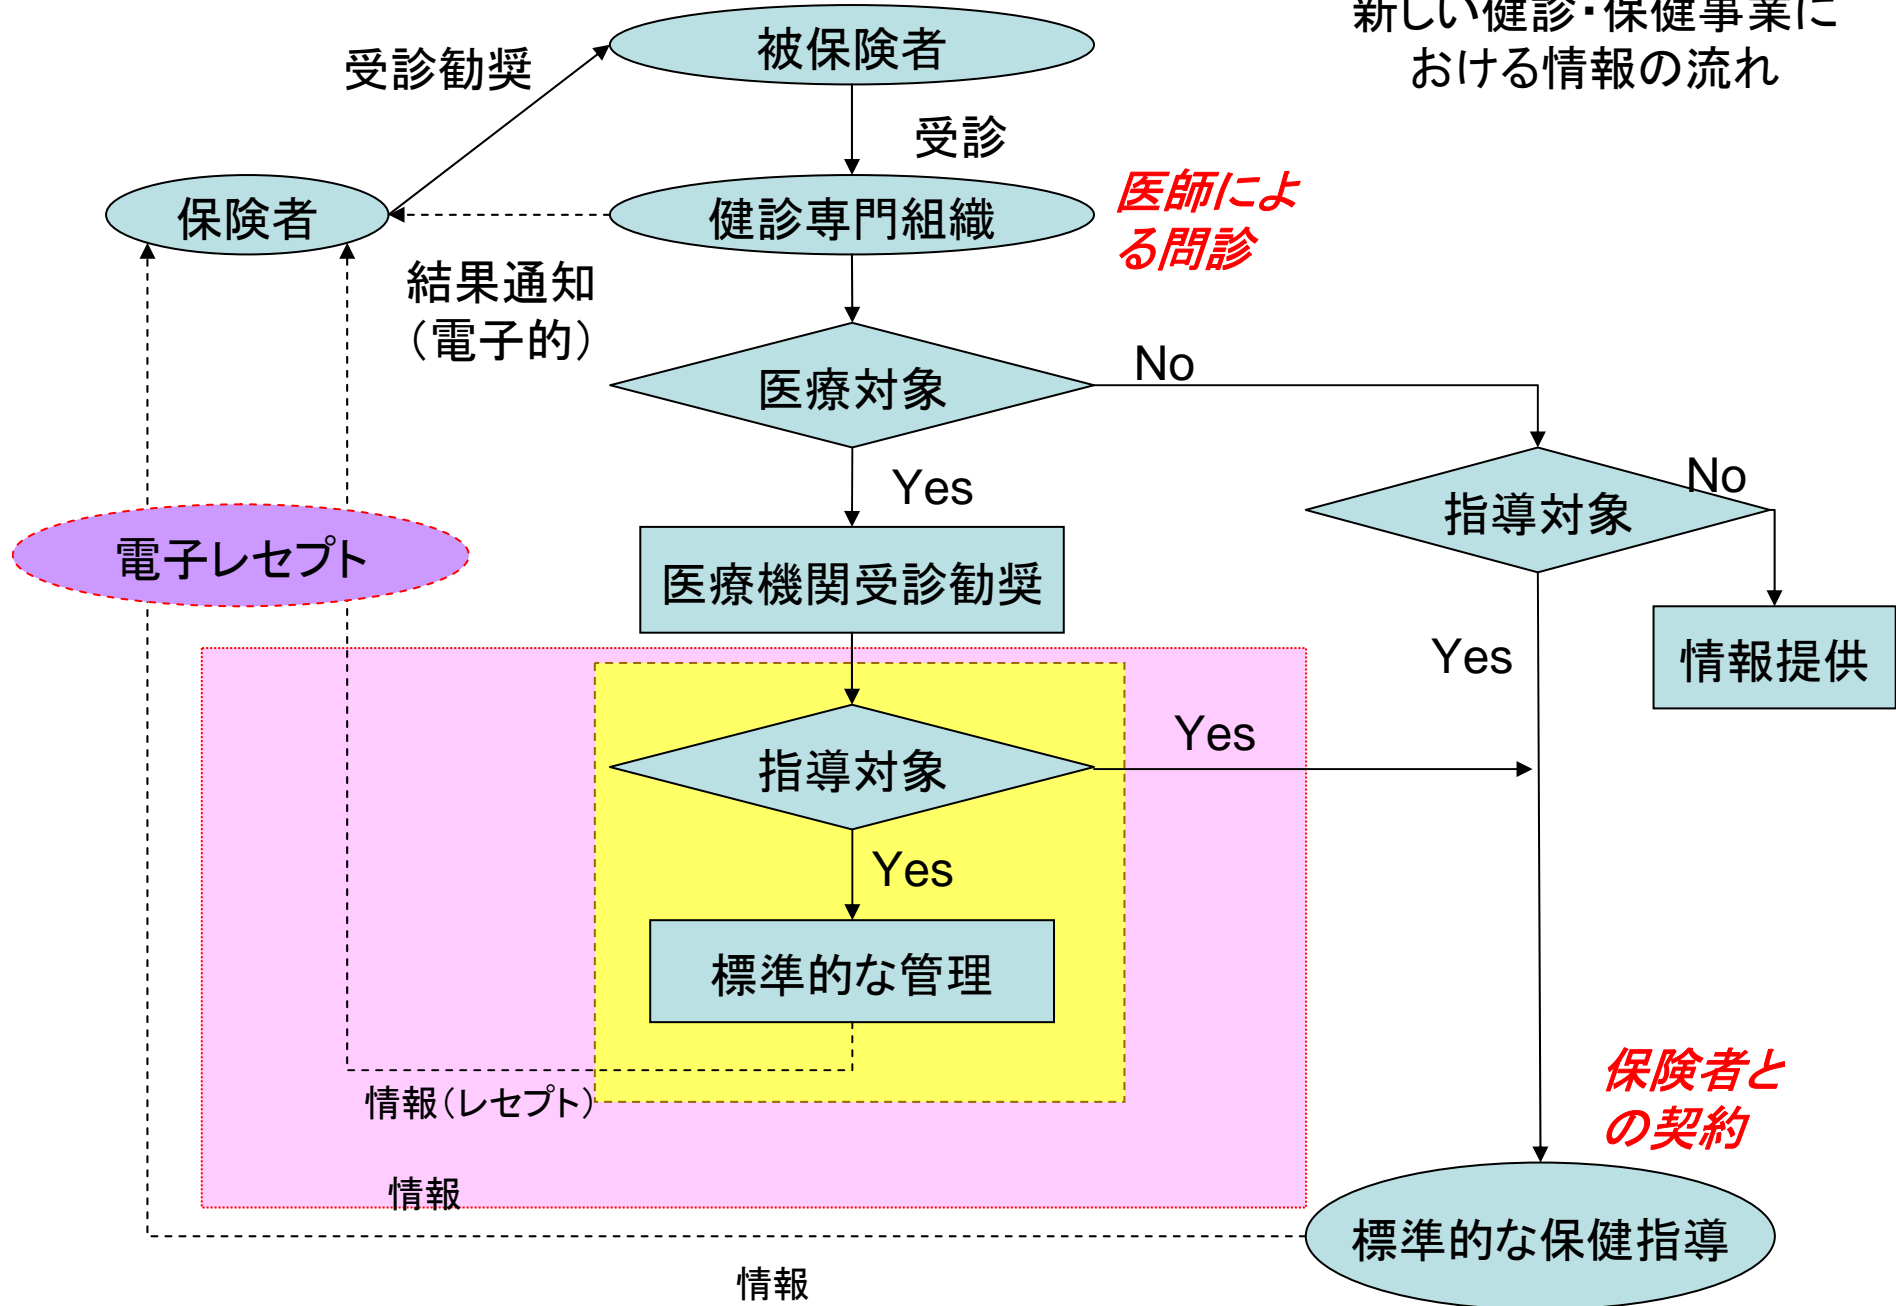 新しい健診・保健事業に
おける情報の流れ
被保険者
受診勧奨
受診
保険者
健診専門組織
医師によ
る問診
結果通知
（電子的）
医療対象
No
Yes
指導対象
No
電子レセプト
医療機関受診勧奨
情報提供
Yes
指導対象
Yes
Yes
標準的な管理
情報（レセプト）
保険者と
の契約
情報
標準的な保健指導
情報